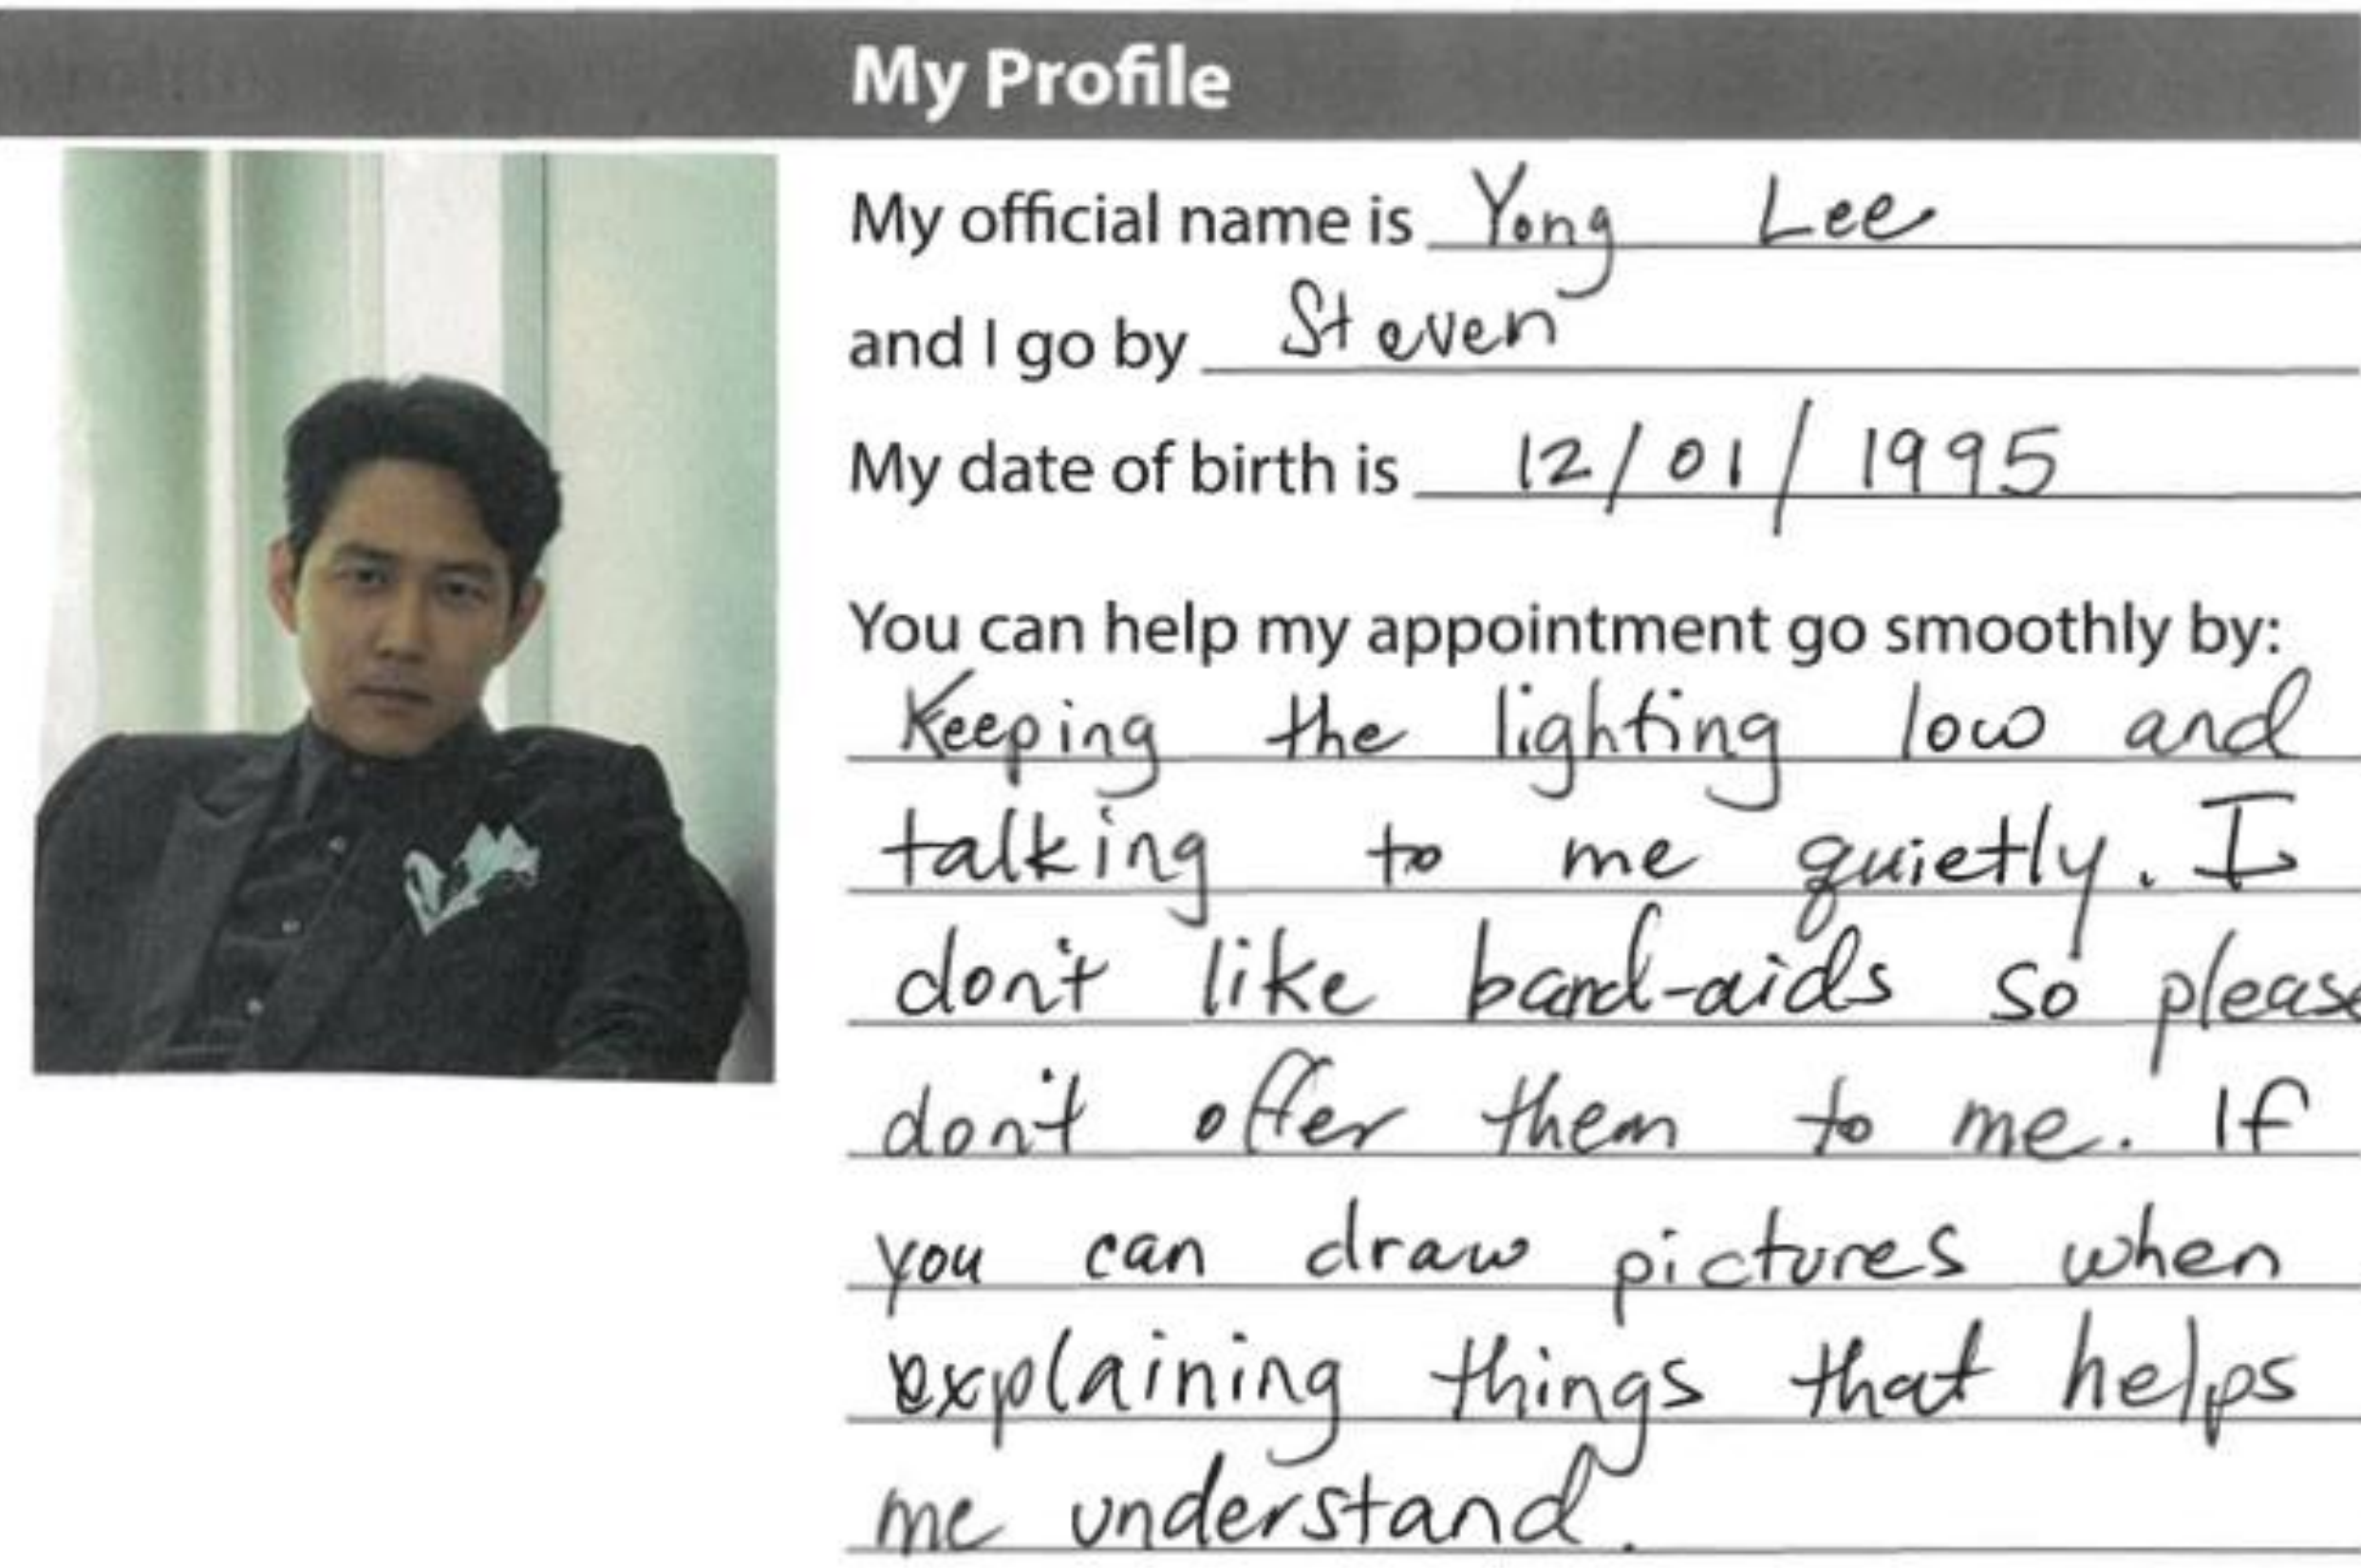 My Profile
My official name is Yong Lee
and I go by Steven
My date of birth is 12/01/1995
You can help my appointment go smoothly by:
Keeping the lighting low and
talking to me quietly. I
don't like band-aids so please
don't offer them to me. If
you can draw pictures when
explaining things that helps
me understand.